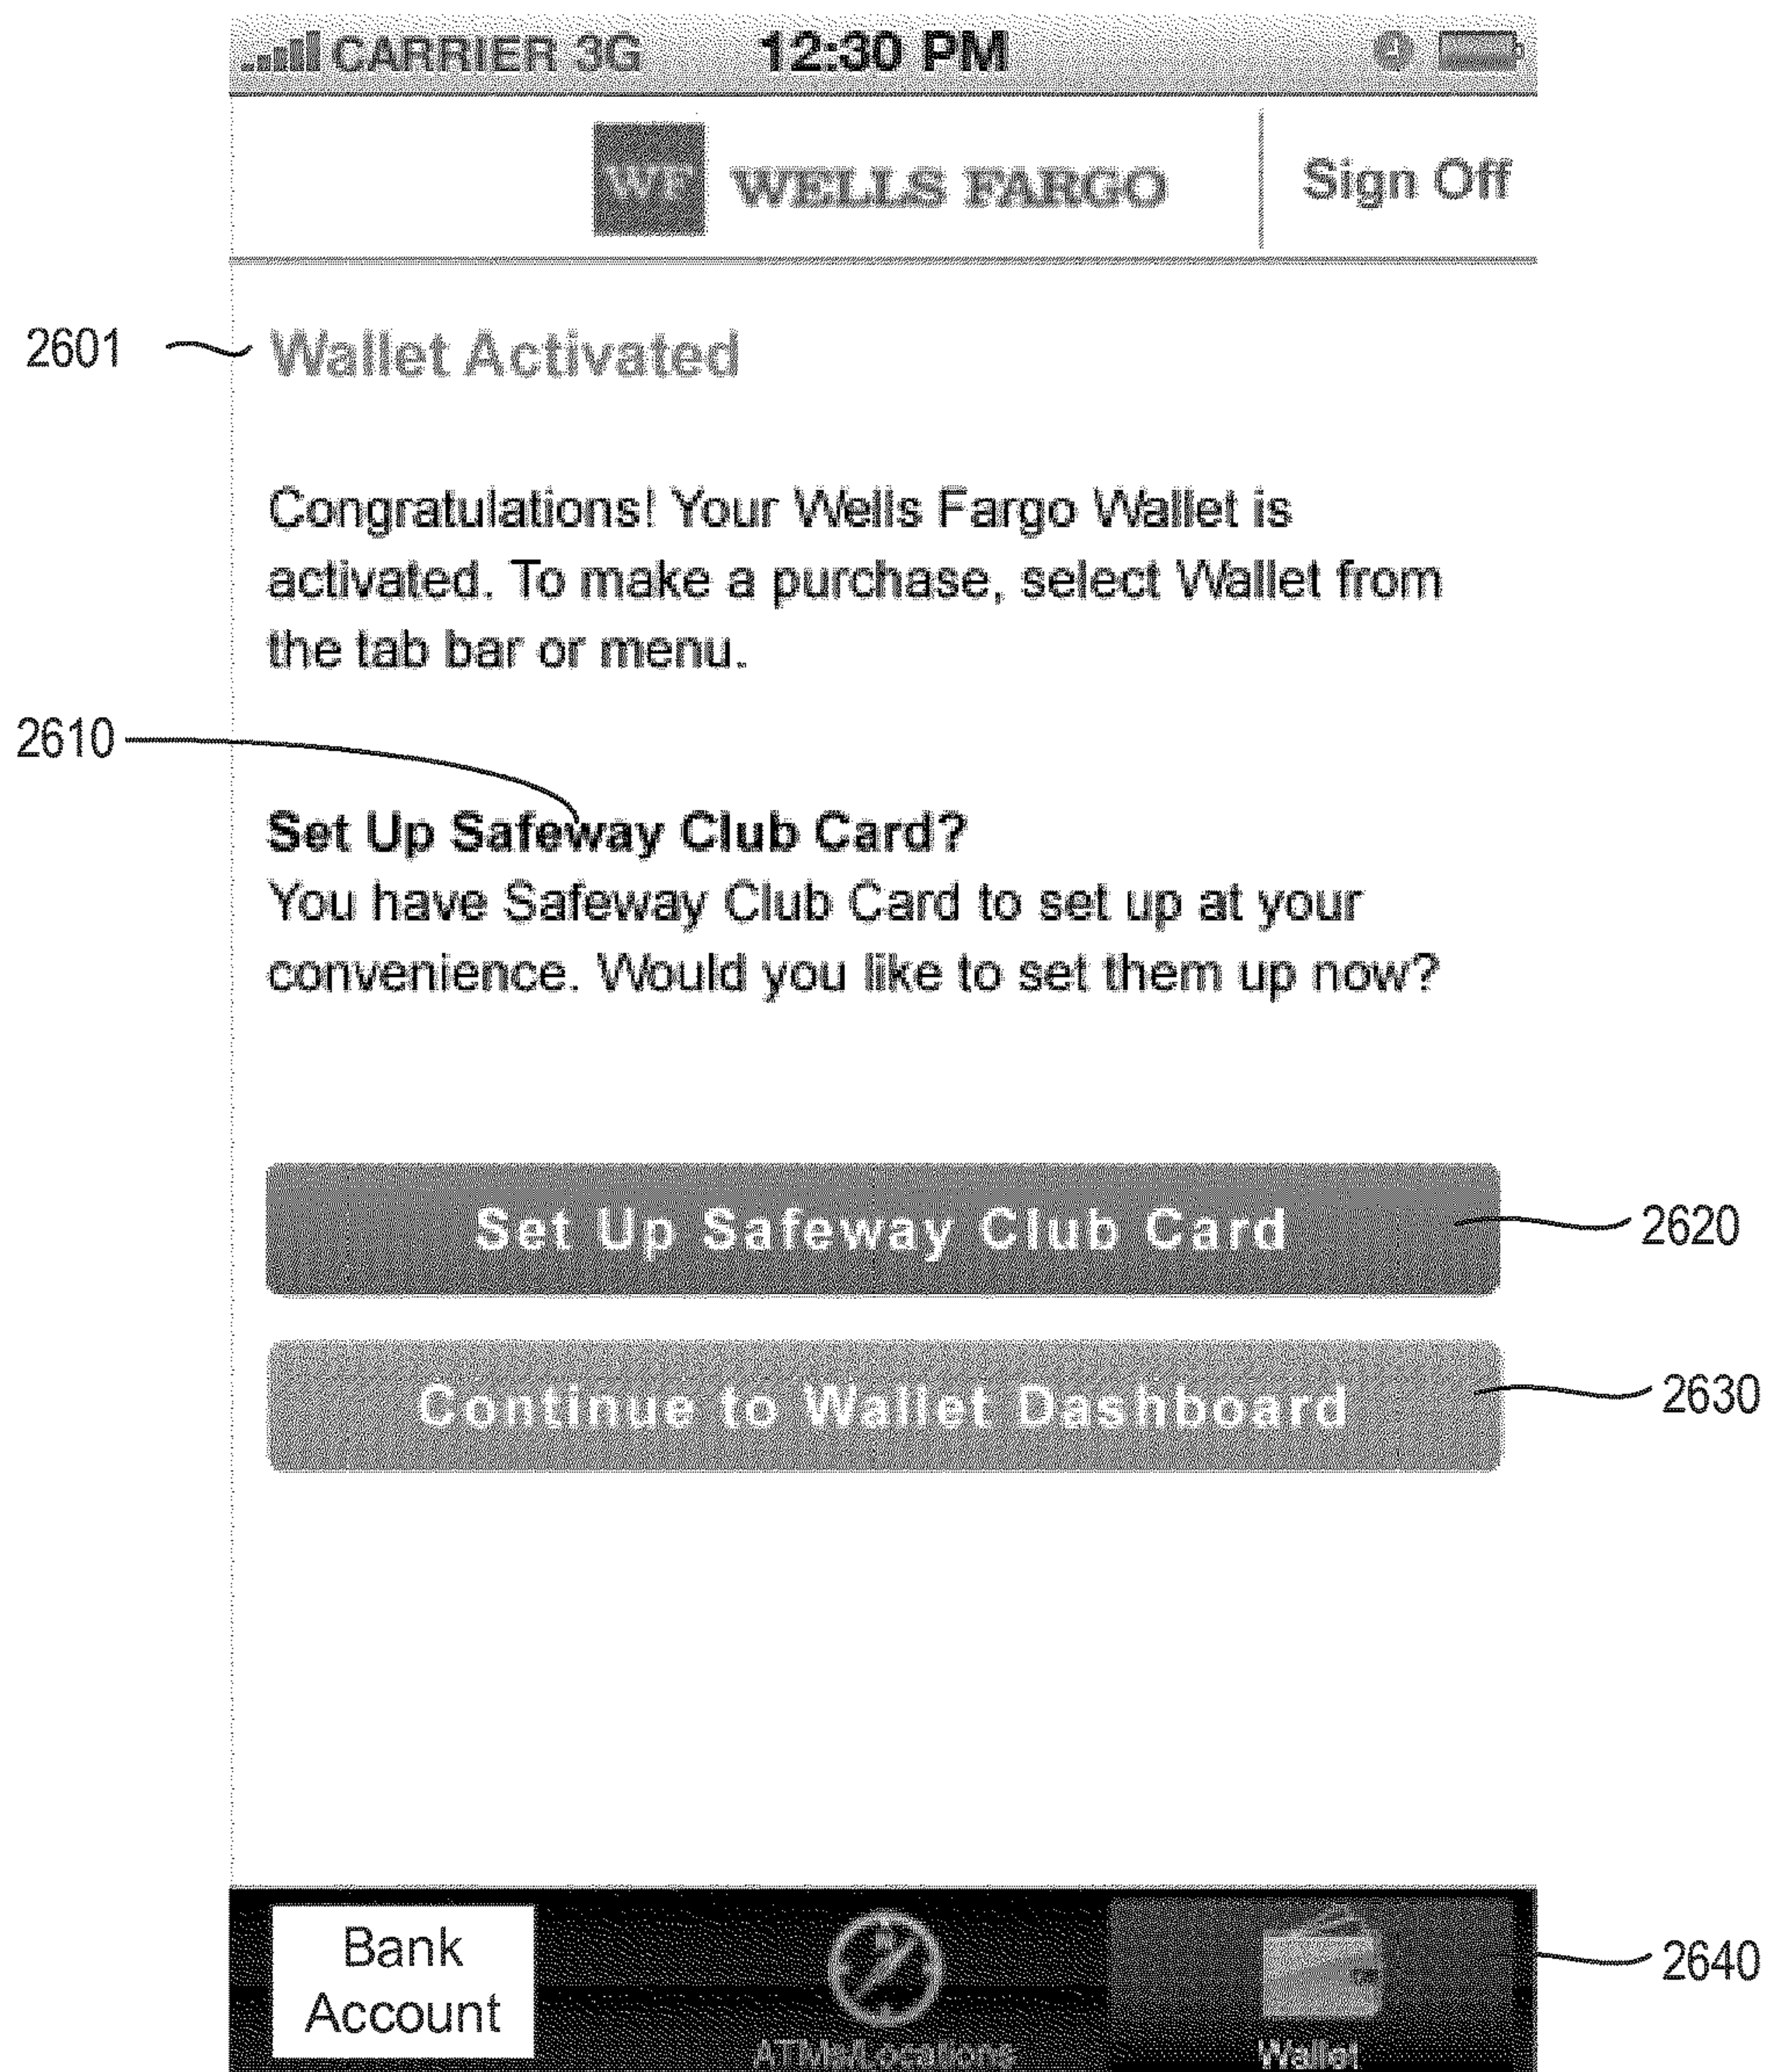 CARRIER 3G 12:30 PM
WF WELLS FARGO Sign Off
2601 Wallet Activated
Congratulations! Your Wells Fargo Wallet is
activated. To make a purchase, select Wallet from
the tab bar or menu.
2610
Set Up Safeway Club Card?
You have Safeway Club Card to set up at your
convenience. Would you like to set them up now?
Set Up Safeway Club Card 2620
Continue to Wallet Dashboard 2630
Bank
Account
ATMs/Locations
Wallet
2640